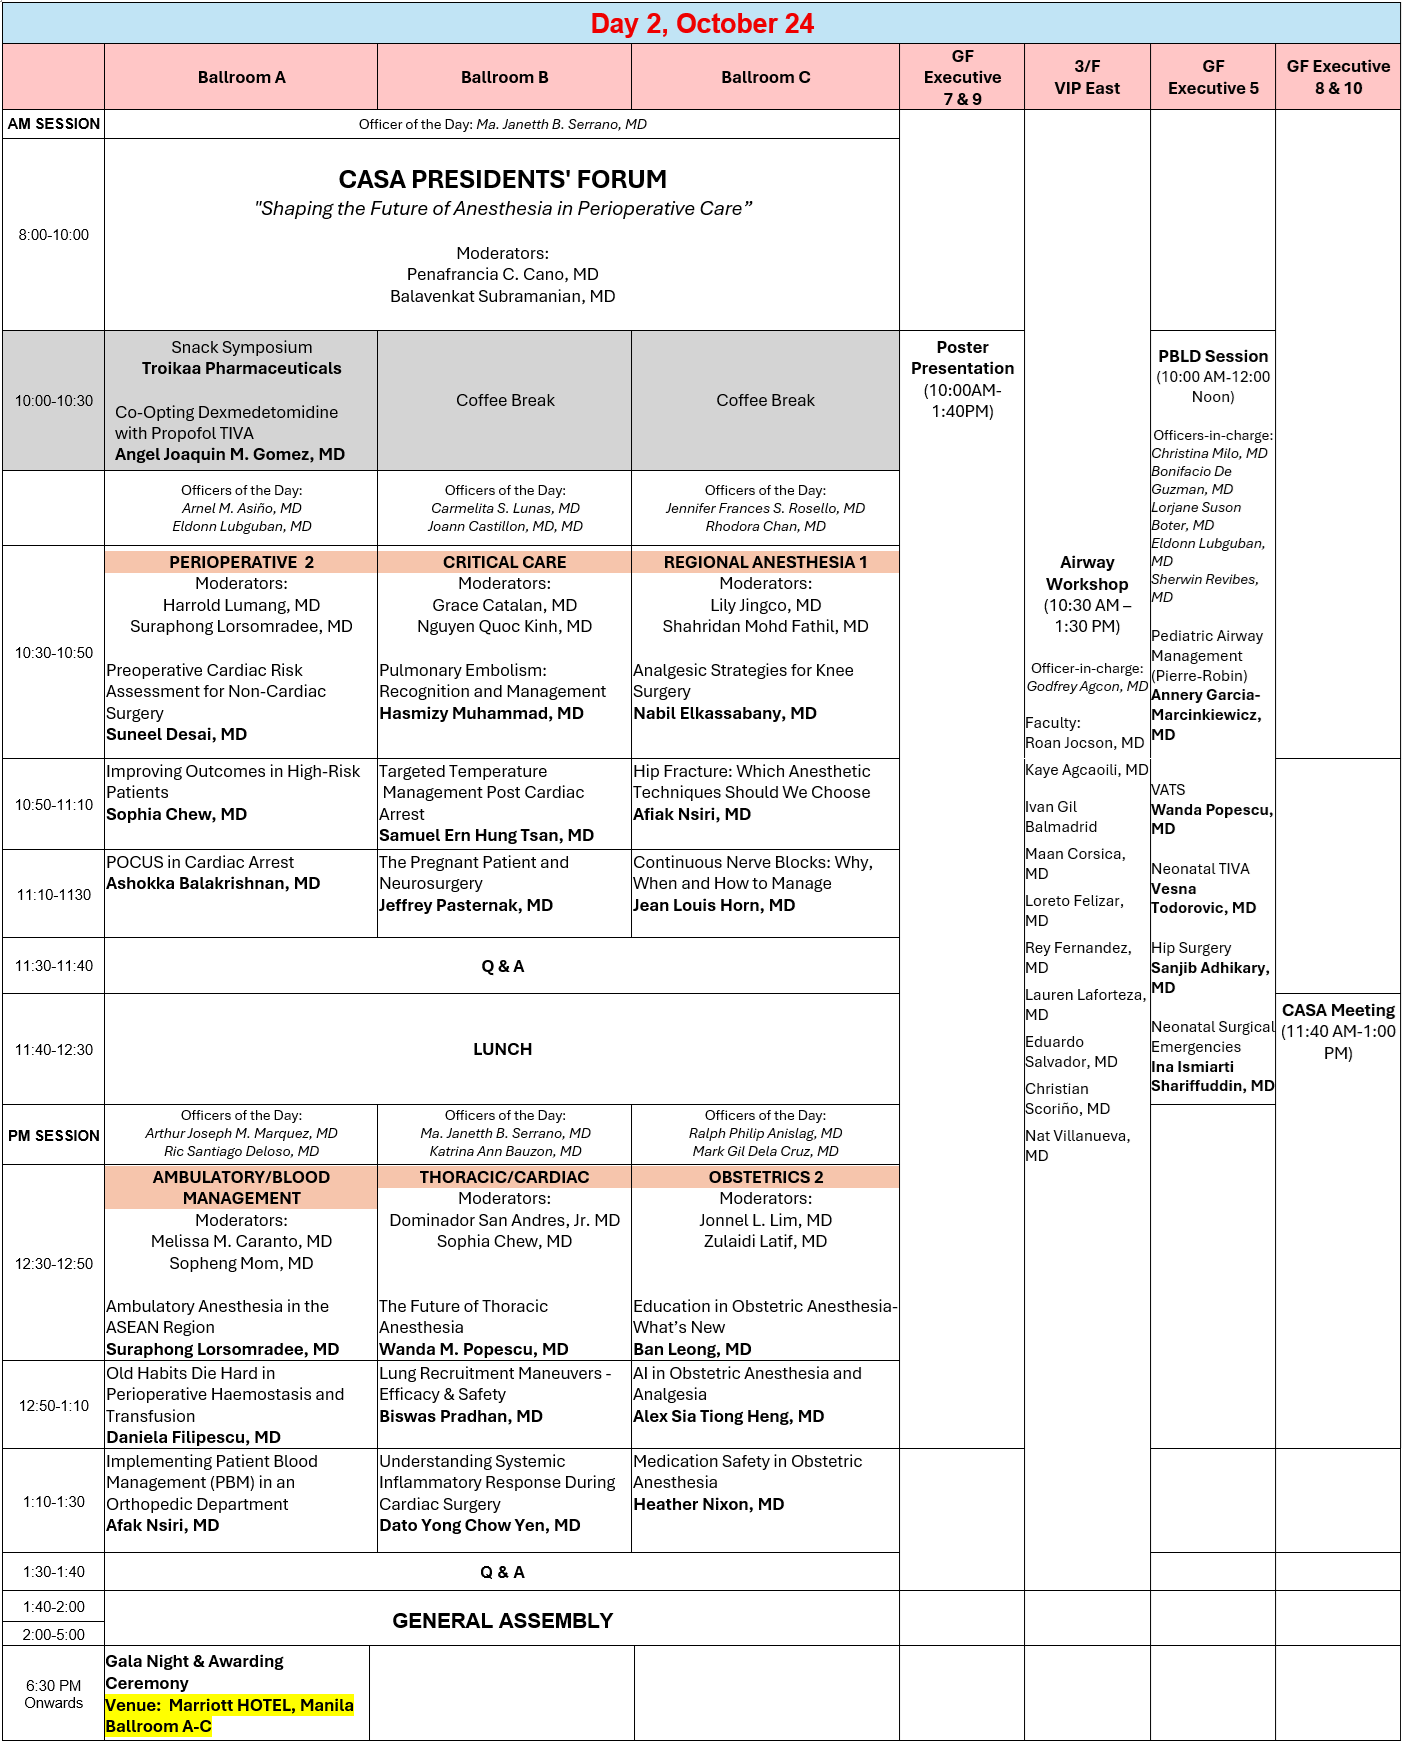 Day 2, October 24
Ballroom A
Ballroom B
Ballroom C
GF
Executive
7 & 9
3/F
VIP East
GF
Executive 5
GF Executive
8 & 10
AM SESSION
Officer of the Day: Ma. Janetth B. Serrano, MD
8:00-10:00
CASA PRESIDENTS' FORUM
"Shaping the Future of Anesthesia in Perioperative Care”
Moderators:
Penafrancia C. Cano, MD
Balavenkat Subramanian, MD
10:00-10:30
Snack Symposium
Troikaa Pharmaceuticals
Co-Opting Dexmedetomidine
with Propofol TIVA
Angel Joaquin M. Gomez, MD
Coffee Break
Coffee Break
Poster
Presentation
(10:00AM-
1:40PM)
PBLD Session
(10:00 AM-12:00
Noon)
Officers-in-charge:
Christina Milo, MD
Bonifacio De
Guzman, MD
Lorjane Suson
Boter, MD
Eldonn Lubguban,
MD
Sherwin Revibes,
MD
Pediatric Airway
Management
(Pierre-Robin)
Annery Garcia-
Marcinkiewicz,
MD
VATS
Wanda Popescu,
MD
Neonatal TIVA
Vesna
Todorovic, MD
Hip Surgery
Sanjib Adhikary,
MD
Neonatal Surgical
Emergencies
Ina Ismiarti
Shariffuddin, MD
Officers of the Day:
Arnel M. Asiño, MD
Eldonn Lubguban, MD
Officers of the Day:
Carmelita S. Lunas, MD
Joann Castillon, MD, MD
Officers of the Day:
Jennifer Frances S. Rosello, MD
Rhodora Chan, MD
10:30-10:50
PERIOPERATIVE 2
Moderators:
Harrold Lumang, MD
Suraphong Lorsomradee, MD
Preoperative Cardiac Risk
Assessment for Non-Cardiac
Surgery
Suneel Desai, MD
CRITICAL CARE
Moderators:
Grace Catalan, MD
Nguyen Quoc Kinh, MD
Pulmonary Embolism:
Recognition and Management
Hasmizy Muhammad, MD
REGIONAL ANESTHESIA 1
Moderators:
Lily Jingco, MD
Shahridan Mohd Fathil, MD
Analgesic Strategies for Knee
Surgery
Nabil Elkassabany, MD
Airway
Workshop
(10:30 AM –
1:30 PM)
Officer-in-charge:
Godfrey Agcon, MD
Faculty:
Roan Jocson, MD
Kaye Agcaoili, MD
Ivan Gil
Balmadrid
Maan Corsica,
MD
Loreto Felizar,
MD
Rey Fernandez,
MD
Lauren Laforteza,
MD
Eduardo
Salvador, MD
Christian
Scoriño, MD
Nat Villanueva,
MD
10:50-11:10
Improving Outcomes in High-Risk
Patients
Sophia Chew, MD
Targeted Temperature
Management Post Cardiac
Arrest
Samuel Ern Hung Tsan, MD
Hip Fracture: Which Anesthetic
Techniques Should We Choose
Afiak Nsiri, MD
11:10-1130
POCUS in Cardiac Arrest
Ashokka Balakrishnan, MD
The Pregnant Patient and
Neurosurgery
Jeffrey Pasternak, MD
Continuous Nerve Blocks: Why,
When and How to Manage
Jean Louis Horn, MD
11:30-11:40
Q & A
11:40-12:30
LUNCH
CASA Meeting
(11:40 AM-1:00
PM)
PM SESSION
Officers of the Day:
Arthur Joseph M. Marquez, MD
Ric Santiago Deloso, MD
Officers of the Day:
Ma. Janetth B. Serrano, MD
Katrina Ann Bauzon, MD
Officers of the Day:
Ralph Philip Anislag, MD
Mark Gil Dela Cruz, MD
12:30-12:50
AMBULATORY/BLOOD
MANAGEMENT
Moderators:
Melissa M. Caranto, MD
Sopheng Mom, MD
Ambulatory Anesthesia in the
ASEAN Region
Suraphong Lorsomradee, MD
THORACIC/CARDIAC
Moderators:
Dominador San Andres, Jr. MD
Sophia Chew, MD
The Future of Thoracic
Anesthesia
Wanda M. Popescu, MD
OBSTETRICS 2
Moderators:
Jonnel L. Lim, MD
Zulaidi Latif, MD
Education in Obstetric Anesthesia-
What’s New
Ban Leong, MD
12:50-1:10
Old Habits Die Hard in
Perioperative Haemostasis and
Transfusion
Daniela Filipescu, MD
Lung Recruitment Maneuvers -
Efficacy & Safety
Biswas Pradhan, MD
AI in Obstetric Anesthesia and
Analgesia
Alex Sia Tiong Heng, MD
1:10-1:30
Implementing Patient Blood
Management (PBM) in an
Orthopedic Department
Afak Nsiri, MD
Understanding Systemic
Inflammatory Response During
Cardiac Surgery
Dato Yong Chow Yen, MD
Medication Safety in Obstetric
Anesthesia
Heather Nixon, MD
1:30-1:40
Q & A
1:40-2:00
2:00-5:00
GENERAL ASSEMBLY
6:30 PM
Onwards
Gala Night & Awarding
Ceremony
Venue: Marriott HOTEL, Manila
Ballroom A-C